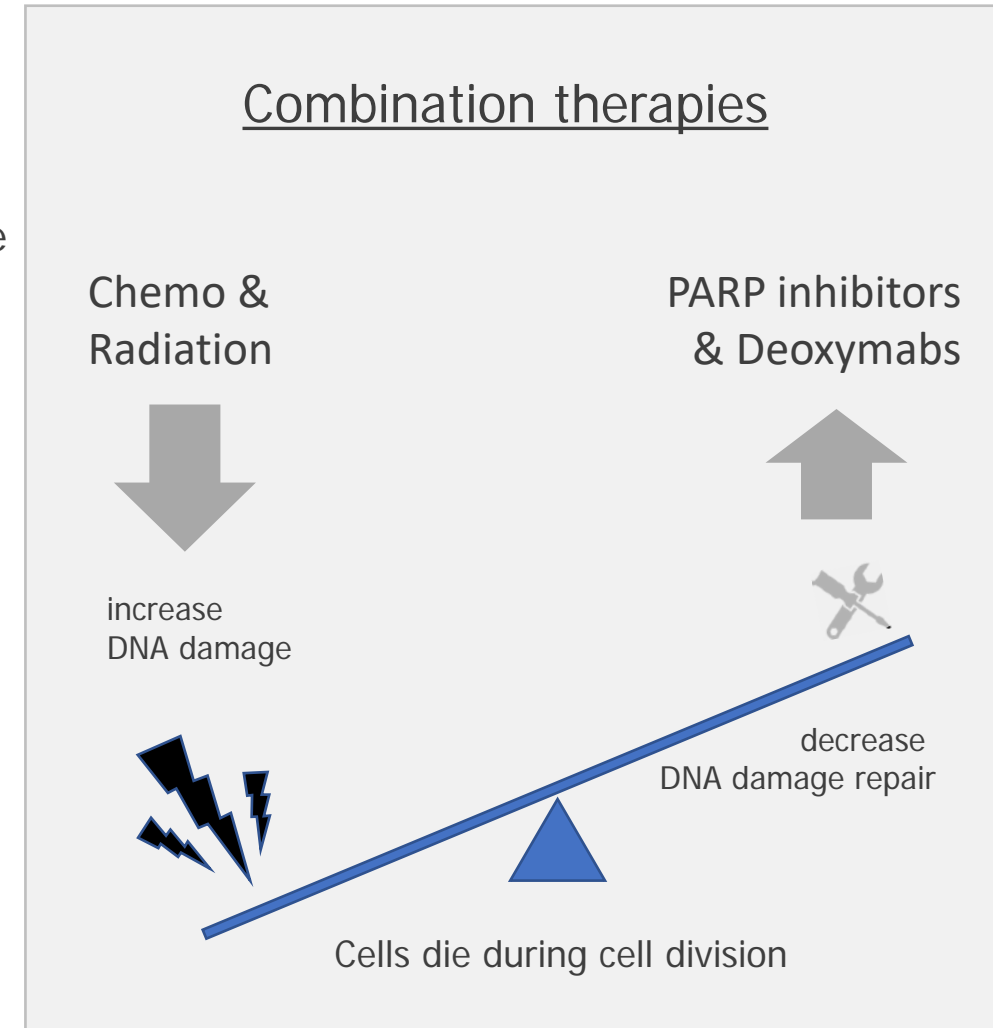 Combination therapies
e
Chemo &
Radiation
PARP inhibitors
& Deoxymabs
increase
DNA damage
decrease
DNA damage repair
Cells die during cell division